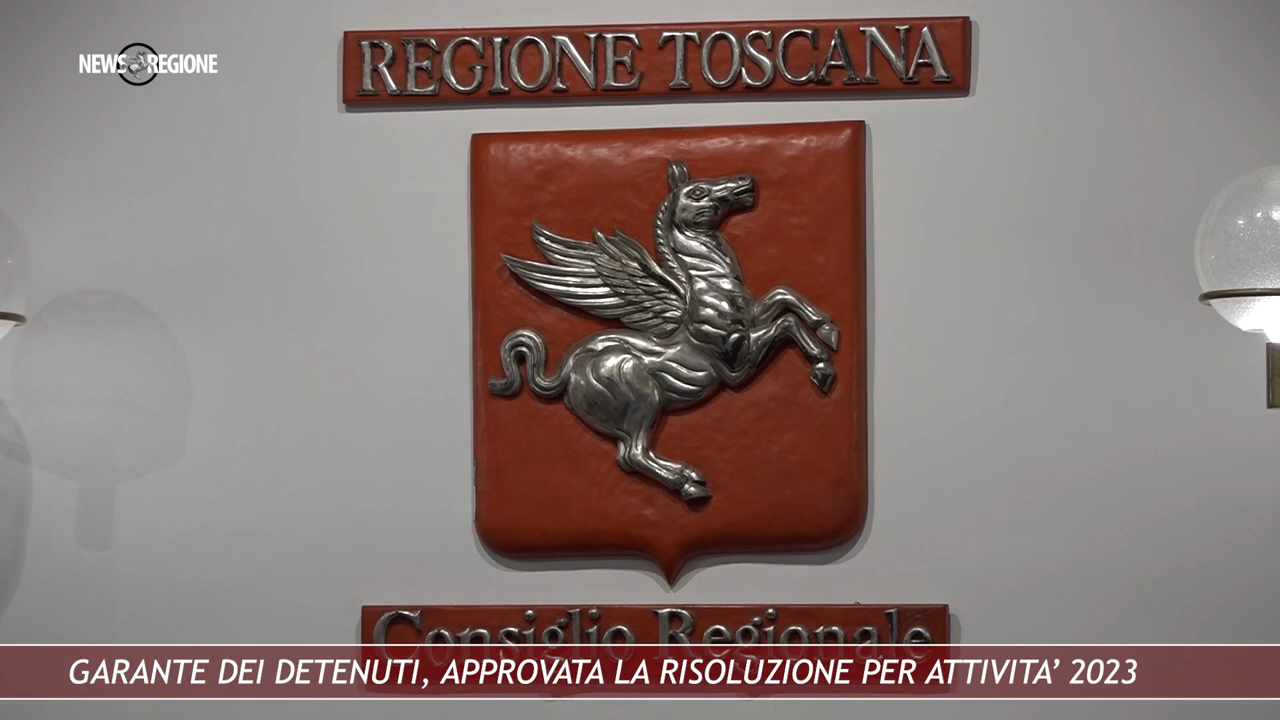 NEWS REGIONE
REGIONE TOSCANA
Consiglio Regionale
GARANTE DEI DETENUTI, APPROVATA LA RISOLUZIONE PER ATTIVITA’ 2023